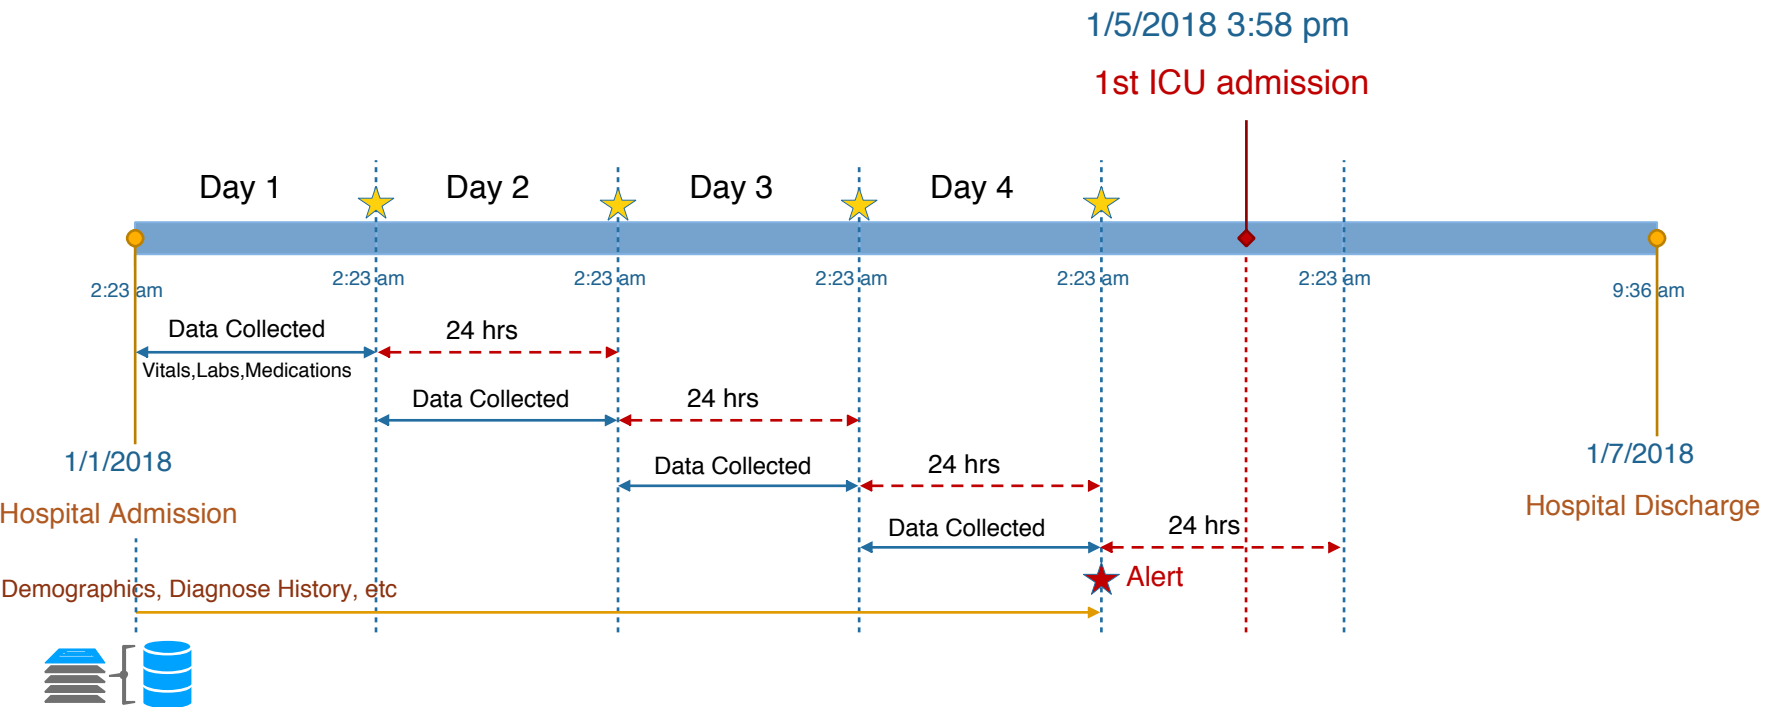 1/5/2018 3:58 pm
1st ICU admission
Day 1
Day 2
Day 3
Day 4
2:23 am
2:23 am
2:23 am
2:23 am
2:23 am
2:23 am
9:36 am
Data Collected
24 hrs
Vitals,Labs,Medications
Data Collected
24 hrs
Data Collected
24 hrs
Data Collected
24 hrs
Alert
1/1/2018
Hospital Admission
1/7/2018
Hospital Discharge
Demographics, Diagnose History, etc